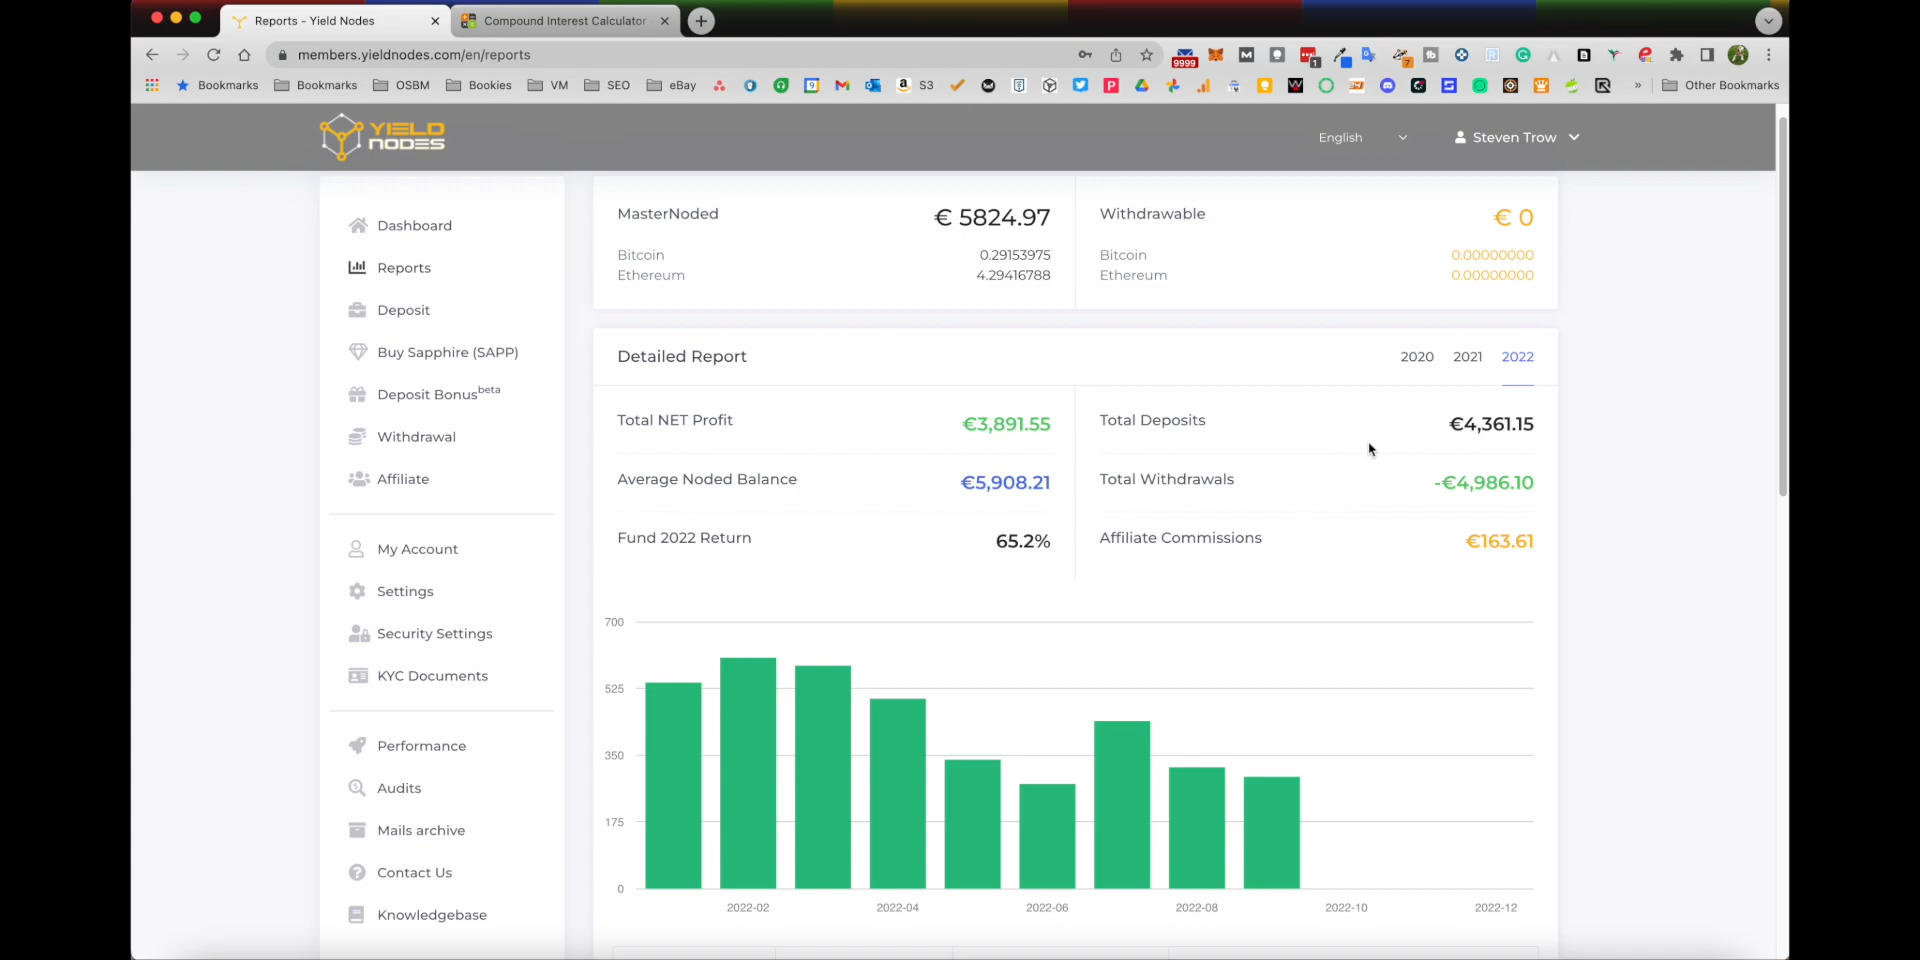 Reports - Yield Nodes
Compound Interest Calculator
members.yieldnodes.com/en/reports
9999
1
7
Bookmarks
Bookmarks
OSBM
Bookies
VM
SEO
eBay
S3
»
Other Bookmarks
YIELD
NODES
English
Steven Trow
Dashboard
Reports
Deposit
Buy Sapphire (SAPP)
Deposit Bonus beta
Withdrawal
Affiliate
My Account
Settings
Security Settings
KYC Documents
Performance
Audits
Mails archive
Contact Us
Knowledgebase
MasterNoded € 5824.97
Bitcoin 0.29153975
Ethereum 4.29416788
Withdrawable € 0
Bitcoin 0.00000000
Ethereum 0.00000000
Detailed Report
2020 2021 2022
Total NET Profit €3,891.55
Average Noded Balance €5,908.21
Fund 2022 Return 65.2%
Total Deposits €4,361.15
Total Withdrawals -€4,986.10
Affiliate Commissions €163.61
700
525
350
175
0
2022-02 2022-04 2022-06 2022-08 2022-10 2022-12